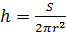 h = s / 2πr²